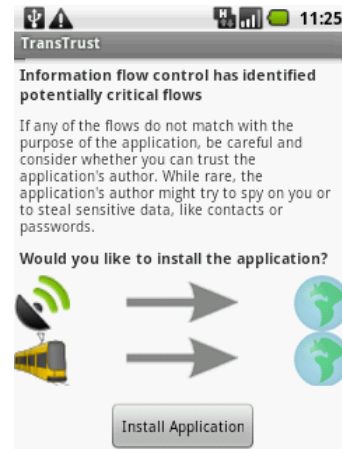 H 11:25
TransTrust
Information flow control has identified
potentially critical flows
If any of the flows do not match with the
purpose of the application, be careful and
consider whether you can trust the
application's author. While rare, the
application's author might try to spy on you or
to steal sensitive data, like contacts or
passwords.
Would you like to install the application?
Install Application